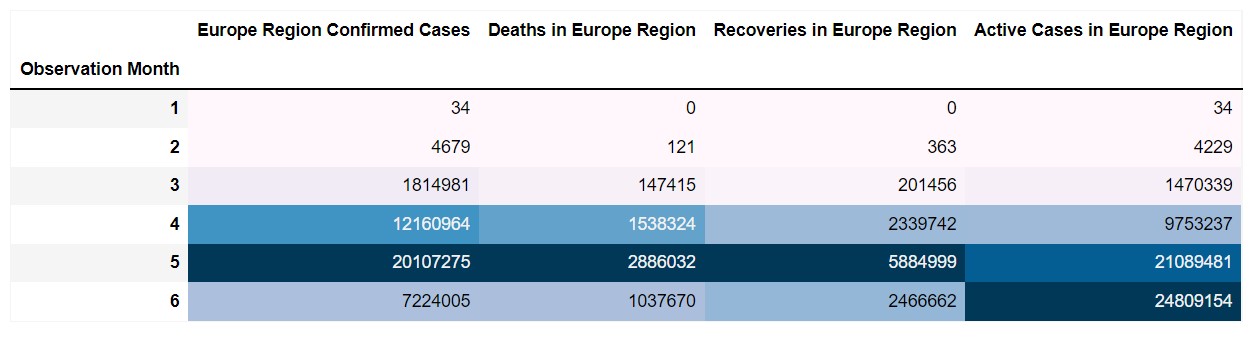 Europe Region Confirmed Cases Deaths in Europe Region Recoveries in Europe Region Active Cases in Europe Region
Observation Month
1 34 0 0 34
2 4679 121 363 4229
3 1814981 147415 201456 1470339
4 12160964 1538324 2339742 9753237
5 20107275 2886032 5884999 21089481
6 7224005 1037670 2466662 24809154